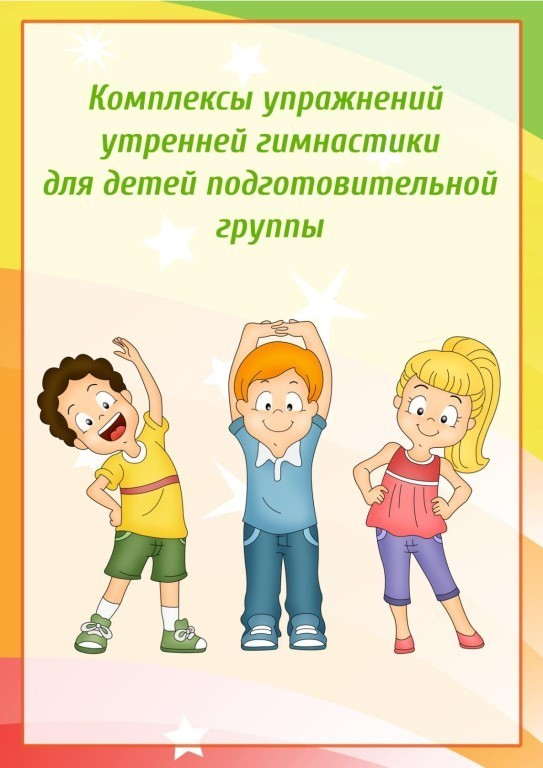 Комплексы упражнений
утренней гимнастики
для детей подготовительной
группы